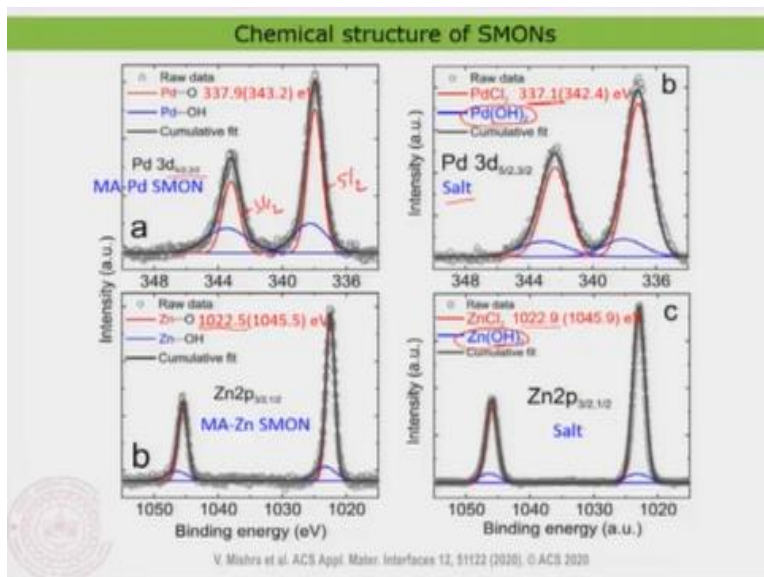 Chemical structure of SMONs
Raw data
Pd—O 337.9(343.2) eV
Pd—OH
Cumulative fit
Pd 3d5/2,3/2
MA-Pd SMON
3/2
5/2
a
348 344 340 336
Intensity (a.u.)
b
Raw data
PdCl2 337.1(342.4) eV
Pd(OH)2
Cumulative fit
Pd 3d5/2,3/2
Salt
348 344 340 336
Intensity (a.u.)
Raw data
Zn—O 1022.5(1045.5) eV
Zn—OH
Cumulative fit
Zn2p3/2,1/2
MA-Zn SMON
b
1050 1040 1030 1020
Binding energy (eV)
Intensity (a.u.)
c
Raw data
ZnCl2 1022.9 (1045.9) eV
Zn(OH)2
Cumulative fit
Zn2p3/2,1/2
Salt
1050 1040 1030 1020
Binding energy (a.u.)
V. Mishra et al. ACS Appl. Mater. Interfaces 12, 51122 (2020). © ACS 2020